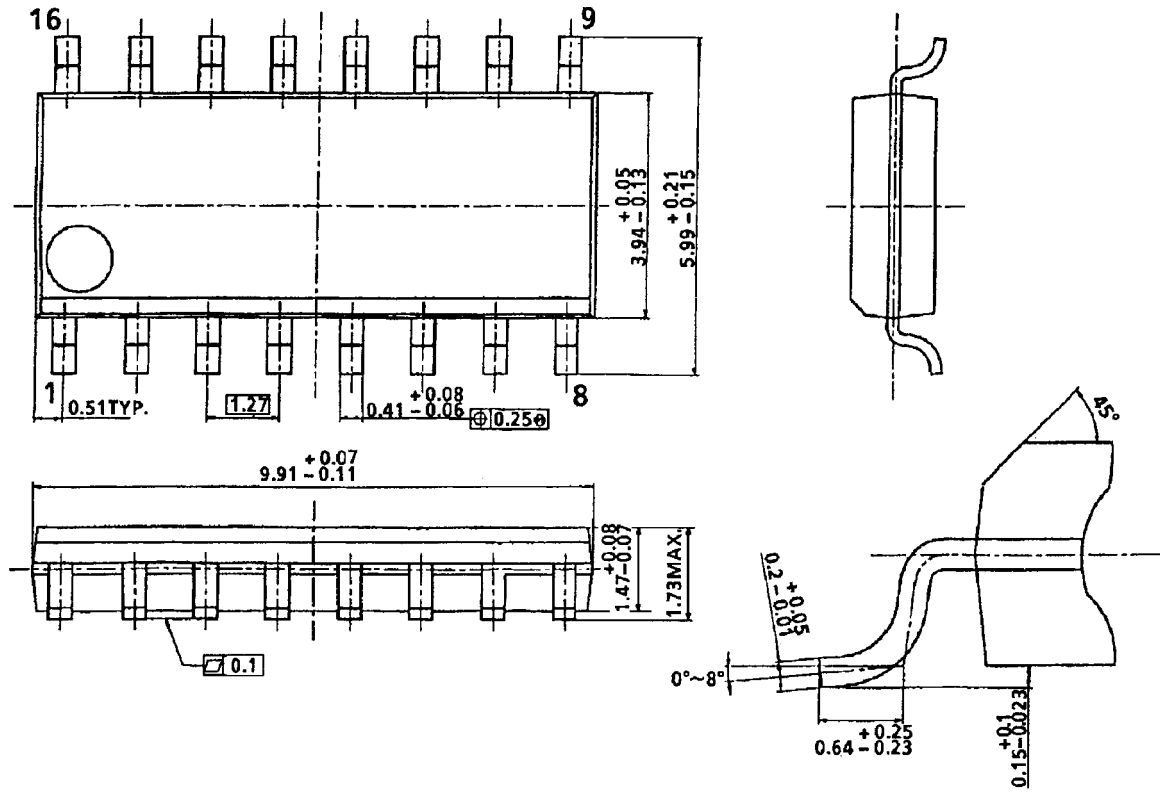 16
9
+ 0.05
3.94 – 0.13
+ 0.21
5.99 – 0.15
1
8
0.51TYP.
1.27
+ 0.08
0.41 – 0.06
0.25
+ 0.07
9.91 – 0.11
+0.08
1.47–0.07
1.73MAX.
0.1
45°
+ 0.05
0.2 – 0.01
0°~8°
+ 0.25
0.64 – 0.23
+0.1
0.15–0.023